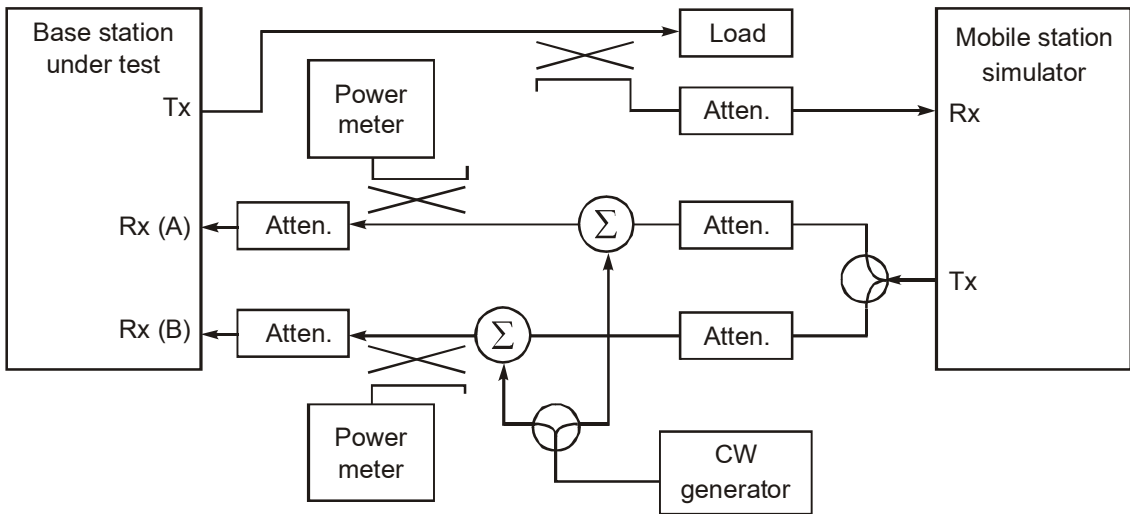 Base station
under test
Tx
Rx (A)
Rx (B)
Load
Power
meter
Atten.
Atten.
Σ
Atten.
Atten.
Σ
Atten.
Power
meter
CW
generator
Mobile station
simulator
Rx
Tx